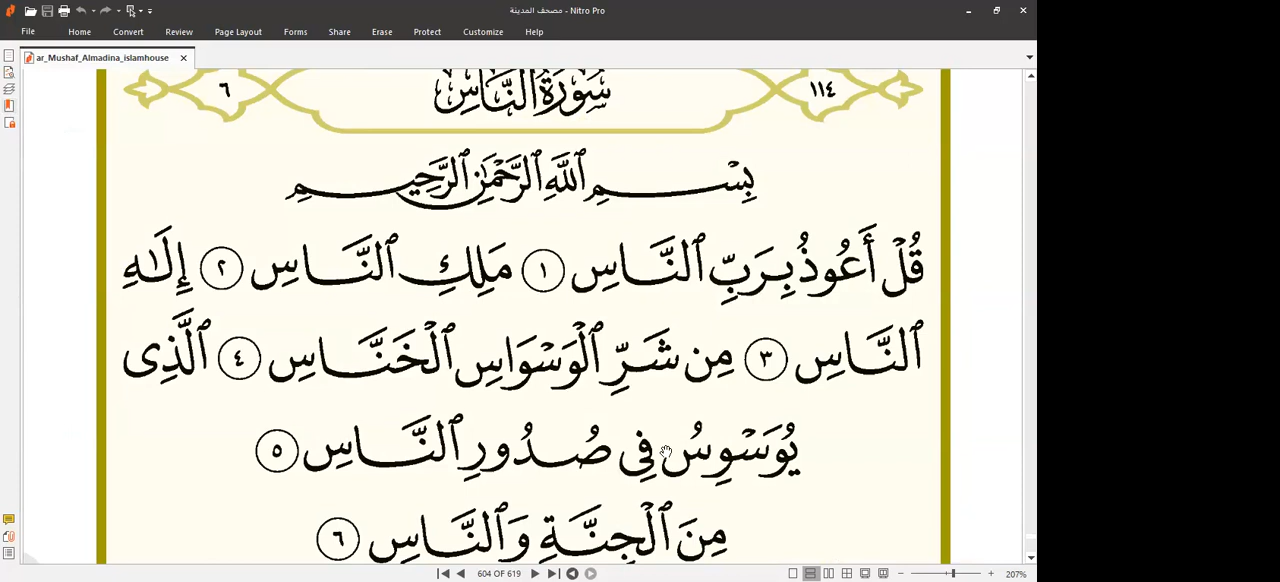 مصحف المدينة - Nitro Pro
File Home Convert Review Page Layout Forms Share Erase Protect Customize Help
ar_Mushaf_Almadina_islamhouse
١١٤ سُورَةُ النَّاسِ ٦
بِسْمِ ٱللَّهِ ٱلرَّحْمَٰنِ ٱلرَّحِيمِ
قُلْ أَعُوذُ بِرَبِّ ٱلنَّاسِ ١ مَلِكِ ٱلنَّاسِ ٢ إِلَٰهِ
ٱلنَّاسِ ٣ مِن شَرِّ ٱلْوَسْوَاسِ ٱلْخَنَّاسِ ٤ ٱلَّذِى
يُوَسْوِسُ فِى صُدُورِ ٱلنَّاسِ ٥
مِنَ ٱلْجِنَّةِ وَٱلنَّاسِ ٦
604 OF 619
207%